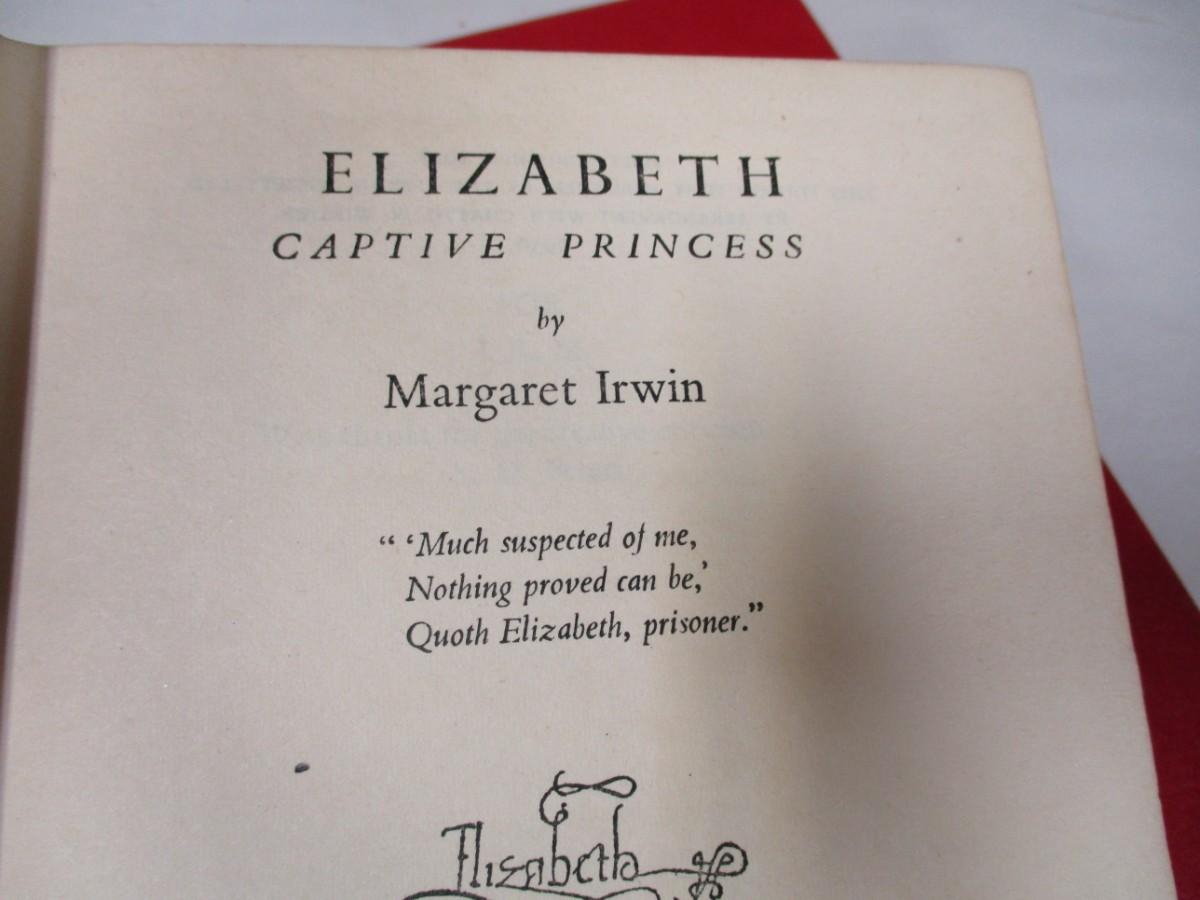 ELIZABETH
CAPTIVE PRINCESS
by
Margaret Irwin
“ ‘Much suspected of me,
Nothing proved can be,’
Quoth Elizabeth, prisoner.”
Elizabeth